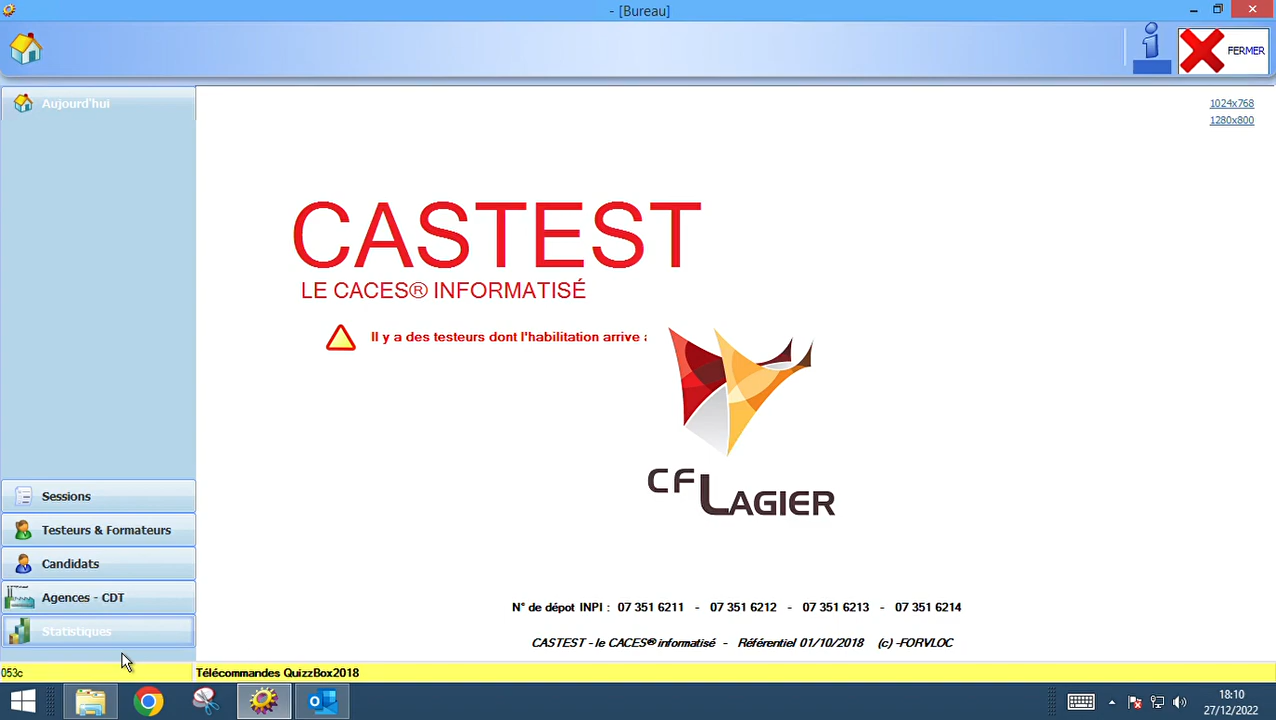 - [Bureau]
FERMER
Aujourd'hui
1024x768
1280x800
CASTEST
LE CACES® INFORMATISÉ
Il y a des testeurs dont l'habilitation arrive
CF LAGIER
Sessions
Testeurs & Formateurs
Candidats
Agences - CDT
Statistiques
N° de dépot INPI : 07 351 6211 - 07 351 6212 - 07 351 6213 - 07 351 6214
CASTEST - le CACES® informatisé - Référentiel 01/10/2018 (c) -FORVLOC
053c
Télécommandes QuizzBox2018
18:10
27/12/2022